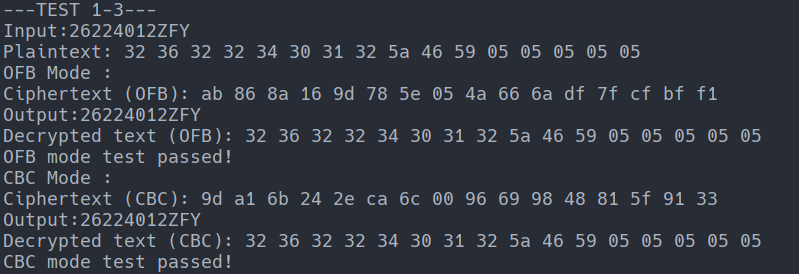 ---TEST 1-3---
Input:26224012ZFY
Plaintext: 32 36 32 32 34 30 31 32 5a 46 59 05 05 05 05 05
OFB Mode :
Ciphertext (OFB): ab 86 8a 16 9d 78 5e 05 4a 66 6a df 7f cf bf f1
Output:26224012ZFY
Decrypted text (OFB): 32 36 32 32 34 30 31 32 5a 46 59 05 05 05 05 05
OFB mode test passed!
CBC Mode :
Ciphertext (CBC): 9d a1 6b 24 2e ca 6c 00 96 69 98 48 81 5f 91 33
Output:26224012ZFY
Decrypted text (CBC): 32 36 32 32 34 30 31 32 5a 46 59 05 05 05 05 05
CBC mode test passed!